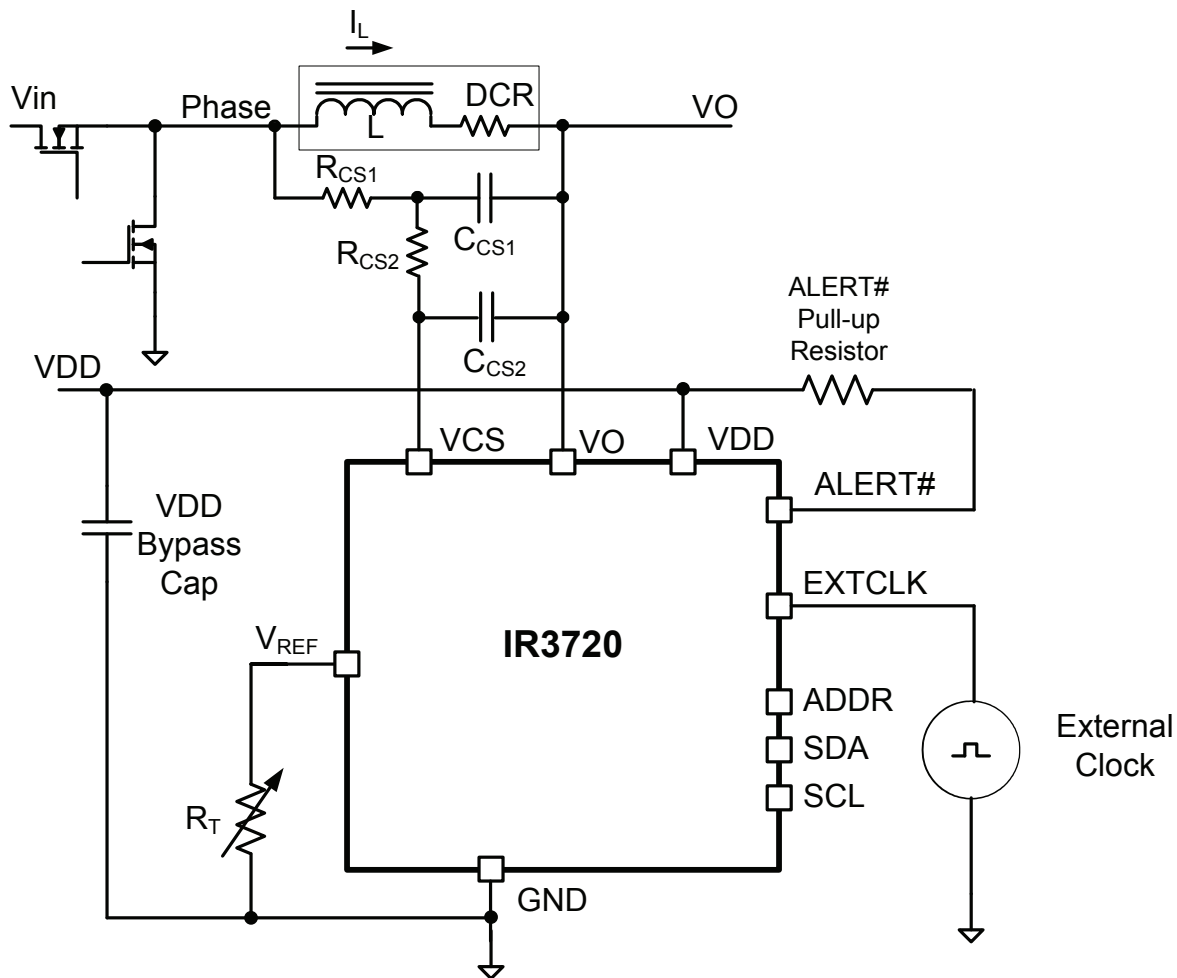 I_L
Vin
Phase
L
DCR
VO
R_CS1
C_CS1
R_CS2
C_CS2
ALERT#
Pull-up
Resistor
VDD
VCS
VO
VDD
ALERT#
VDD
Bypass
Cap
EXTCLK
V_REF
IR3720
ADDR
SDA
SCL
External
Clock
R_T
GND